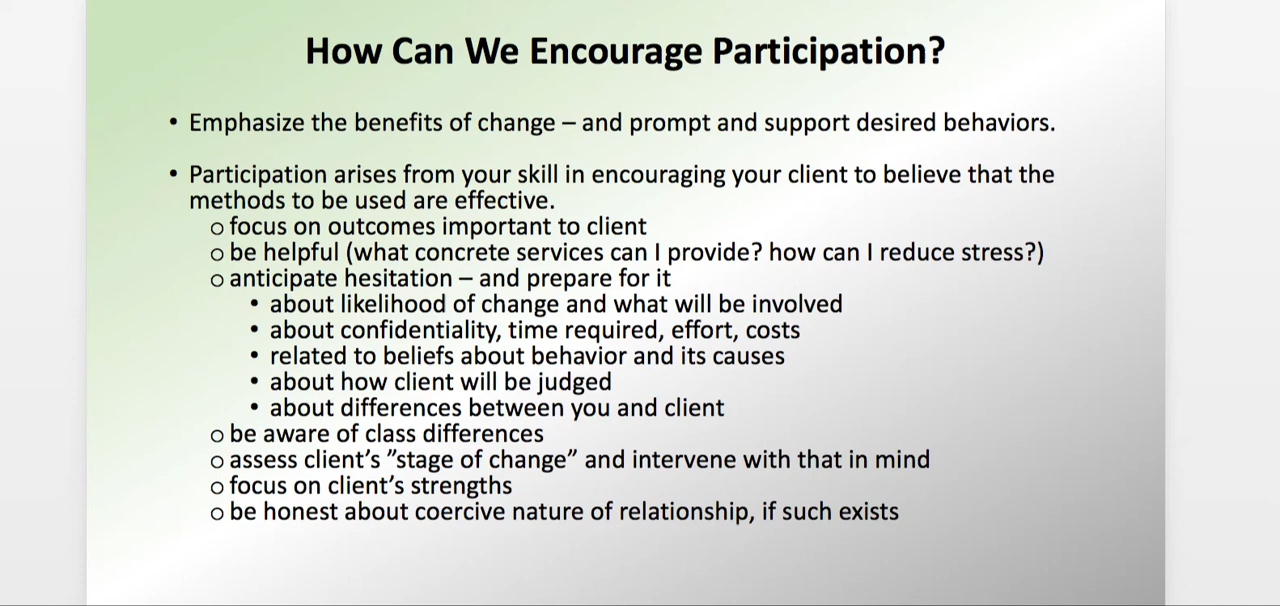 How Can We Encourage Participation?
• Emphasize the benefits of change – and prompt and support desired behaviors.
• Participation arises from your skill in encouraging your client to believe that the
methods to be used are effective.
o focus on outcomes important to client
o be helpful (what concrete services can I provide? how can I reduce stress?)
o anticipate hesitation – and prepare for it
• about likelihood of change and what will be involved
• about confidentiality, time required, effort, costs
• related to beliefs about behavior and its causes
• about how client will be judged
• about differences between you and client
o be aware of class differences
o assess client’s ”stage of change” and intervene with that in mind
o focus on client’s strengths
o be honest about coercive nature of relationship, if such exists